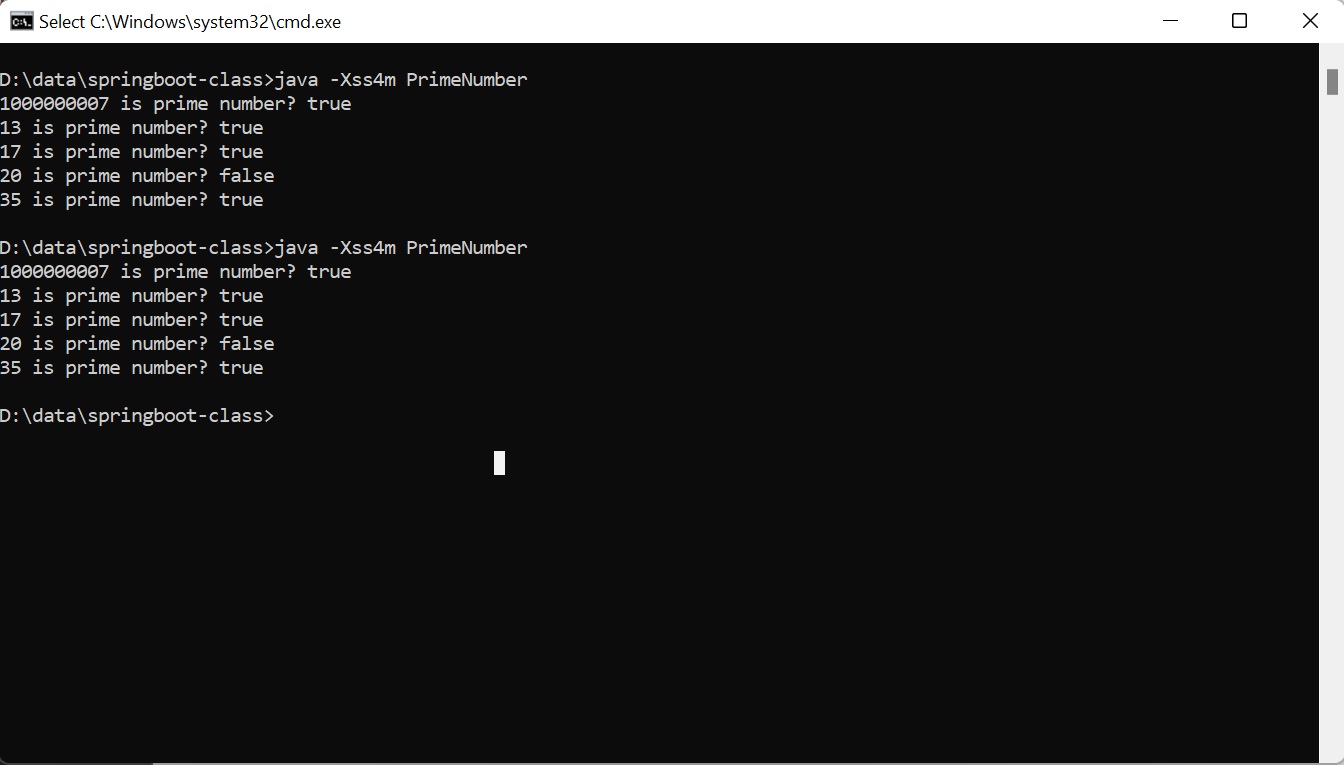 Select C:\Windows\system32\cmd.exe
D:\data\springboot-class>java -Xss4m PrimeNumber
1000000007 is prime number? true
13 is prime number? true
17 is prime number? true
20 is prime number? false
35 is prime number? true
D:\data\springboot-class>java -Xss4m PrimeNumber
1000000007 is prime number? true
13 is prime number? true
17 is prime number? true
20 is prime number? false
35 is prime number? true
D:\data\springboot-class>